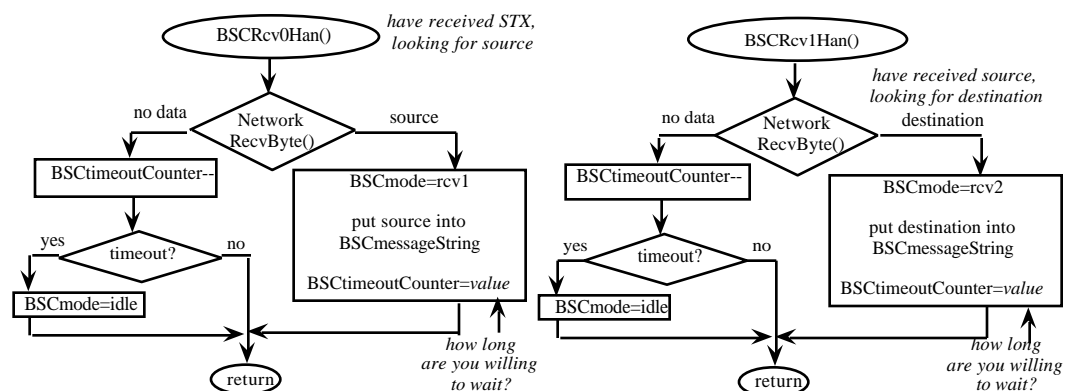 BSCRcv0Han()
have received STX,
looking for source
no data
Network
RecvByte()
source
BSCtimeoutCounter--
BSCmode=rcv1
put source into
BSCmessageString
BSCtimeoutCounter=value
yes
timeout?
no
BSCmode=idle
how long
are you willing
to wait?
return
BSCRcv1Han()
have received source,
looking for destination
no data
Network
RecvByte()
destination
BSCtimeoutCounter--
BSCmode=rcv2
put destination into
BSCmessageString
BSCtimeoutCounter=value
yes
timeout?
no
BSCmode=idle
how long
are you willing
to wait?
return